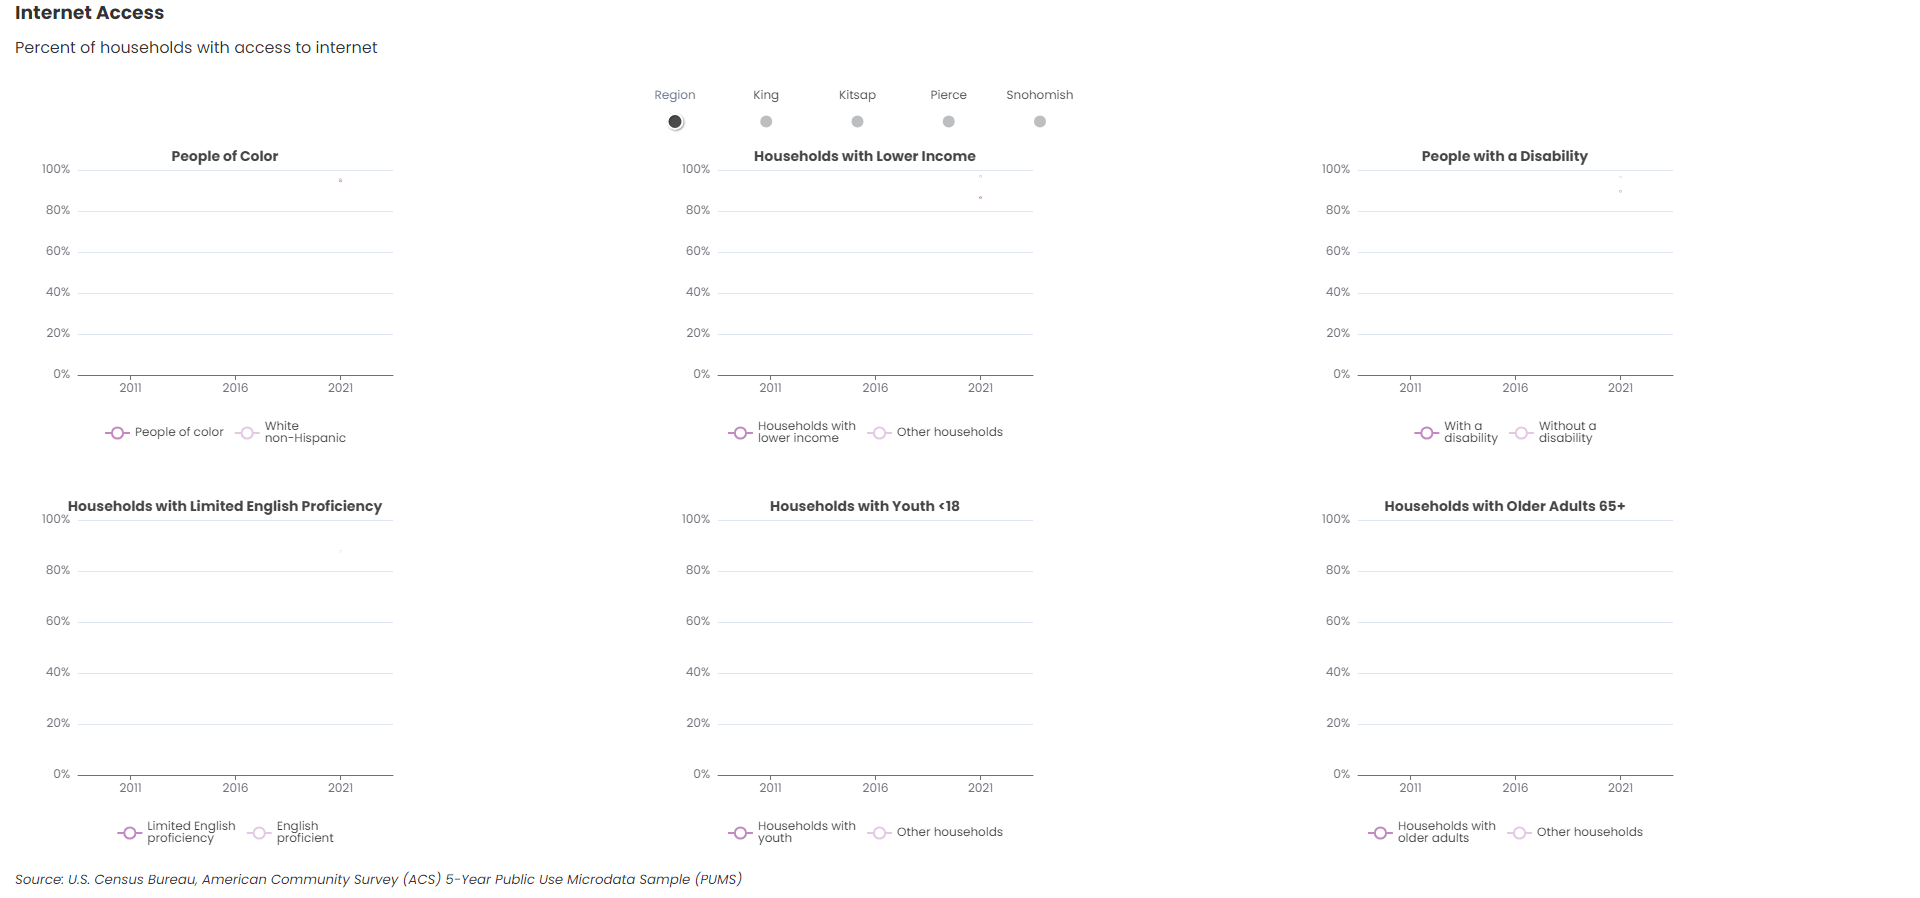 Internet Access
Percent of households with access to internet
Region King Kitsap Pierce Snohomish
People of Color
100%
80%
60%
40%
20%
0%
2011 2016 2021
People of color
White
non-Hispanic
Households with Lower Income
100%
80%
60%
40%
20%
0%
2011 2016 2021
Households with
lower income
Other households
People with a Disability
100%
80%
60%
40%
20%
0%
2011 2016 2021
With a
disability
Without a
disability
Households with Limited English Proficiency
100%
80%
60%
40%
20%
0%
2011 2016 2021
Limited English
proficiency
English
proficient
Households with Youth <18
100%
80%
60%
40%
20%
0%
2011 2016 2021
Households with
youth
Other households
Households with Older Adults 65+
100%
80%
60%
40%
20%
0%
2011 2016 2021
Households with
older adults
Other households
Source: U.S. Census Bureau, American Community Survey (ACS) 5-Year Public Use Microdata Sample (PUMS)